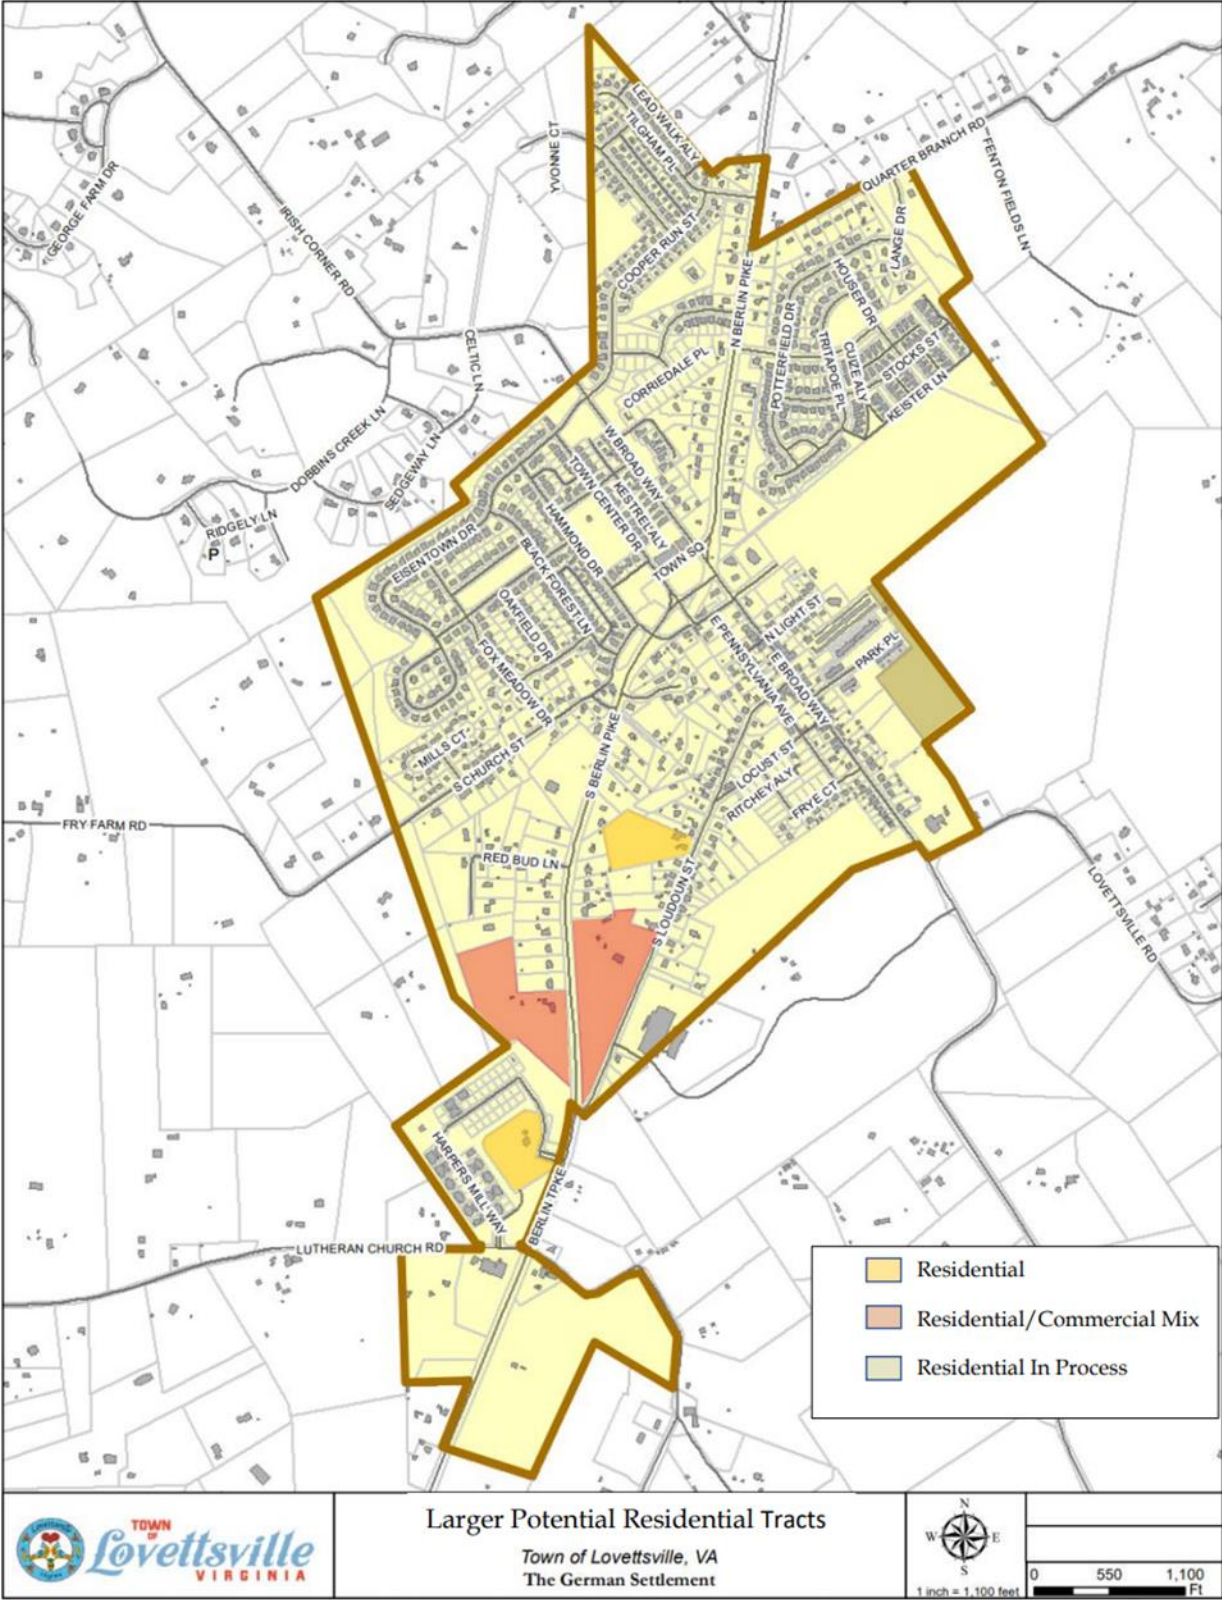 LEAD WALK ALY
TILGHAM PL
YVONNE CT
QUARTER BRANCH RD
FENTON FIELDS LN
GEORGE FARM DR
IRISH CORNER RD
COOPER RUN ST
LANGE DR
N BERLIN PIKE
HOUSER DR
POTTERFIELD DR
TRITAPOE PL
CUIZE ALY
STOCKS ST
KEISTER LN
CELTIC LN
CORRIEDALE PL
DOBBINS CREEK LN
SEDGEWAY LN
W BROAD WAY
KESTREL ALY
TOWN CENTER DR
HAMMOND DR
RIDGELY LN
P
EISENTOWN DR
BLACK FOREST LN
TOWN SQ
OAKFIELD DR
N LIGHT ST
E PENNSYLVANIA AVE
E BROAD WAY
PARK PL
FOX MEADOW DR
MILLS CT
S CHURCH ST
S BERLIN PIKE
LOCUST ST
RITCHEY ALY
FRYE CT
FRY FARM RD
RED BUD LN
S LOUDOUN ST
LOVETTSVILLE RD
HARPERS MILL WAY
BERLIN TPKE
LUTHERAN CHURCH RD
Residential
Residential/Commercial Mix
Residential In Process
TOWN
OF
Lovettsville
VIRGINIA
Larger Potential Residential Tracts
Town of Lovettsville, VA
The German Settlement
N
W E
S
1 inch = 1,100 feet
0 550 1,100
Ft